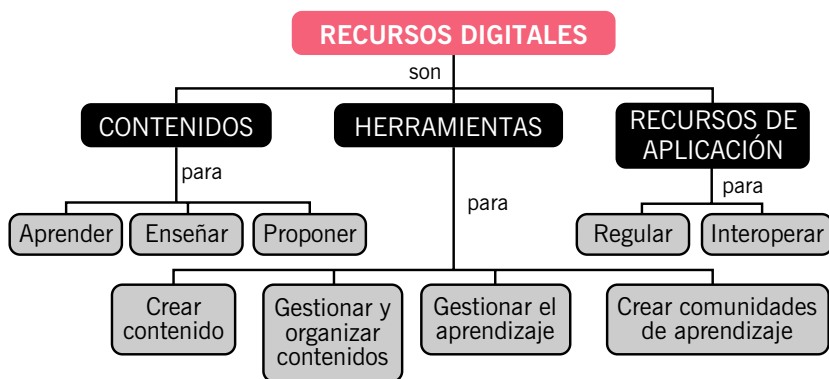 RECURSOS DIGITALES
son
CONTENIDOS
HERRAMIENTAS
RECURSOS DE
APLICACIÓN
para
para
para
Aprender
Enseñar
Proponer
Regular
Interoperar
Crear
contenido
Gestionar y
organizar
contenidos
Gestionar el
aprendizaje
Crear comunidades
de aprendizaje